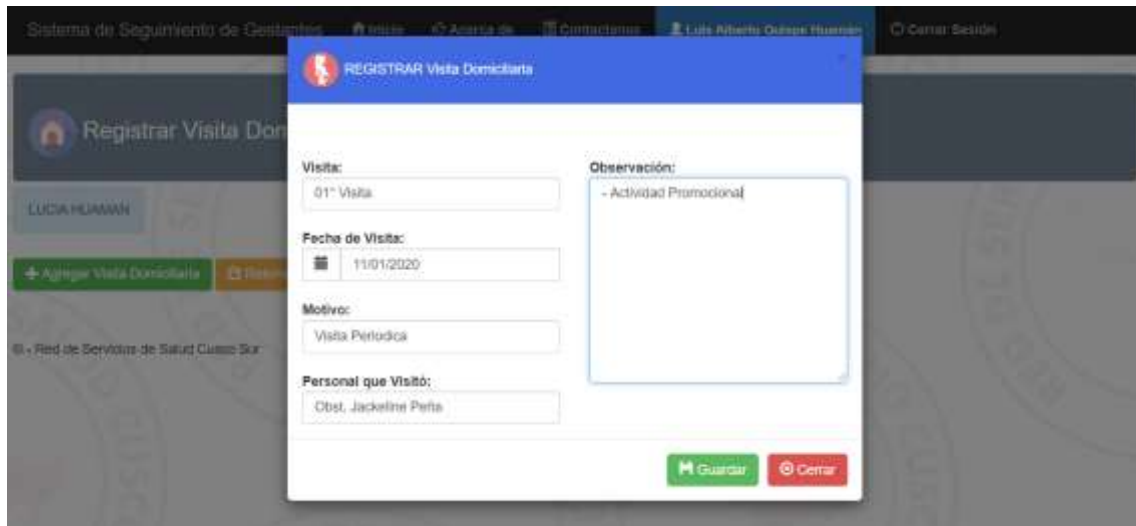 Sistema de Seguimiento de Gestantes Inicio Acerca de Contactanos Luis Alberto Quispe Huamán Cerrar Sesión
REGISTRAR Visita Domiciliaria
Registrar Visita Dom
LUCIA HUAMAN
Agregar Visita Domiciliaria
© - Red de Servicios de Salud Cusco Sur
Visita:
01° Visita
Fecha de Visita:
11/01/2020
Motivo:
Visita Periodica
Personal que Visitó:
Obst. Jackeline Peña
Observación:
- Actividad Promocional
Guardar Cerrar